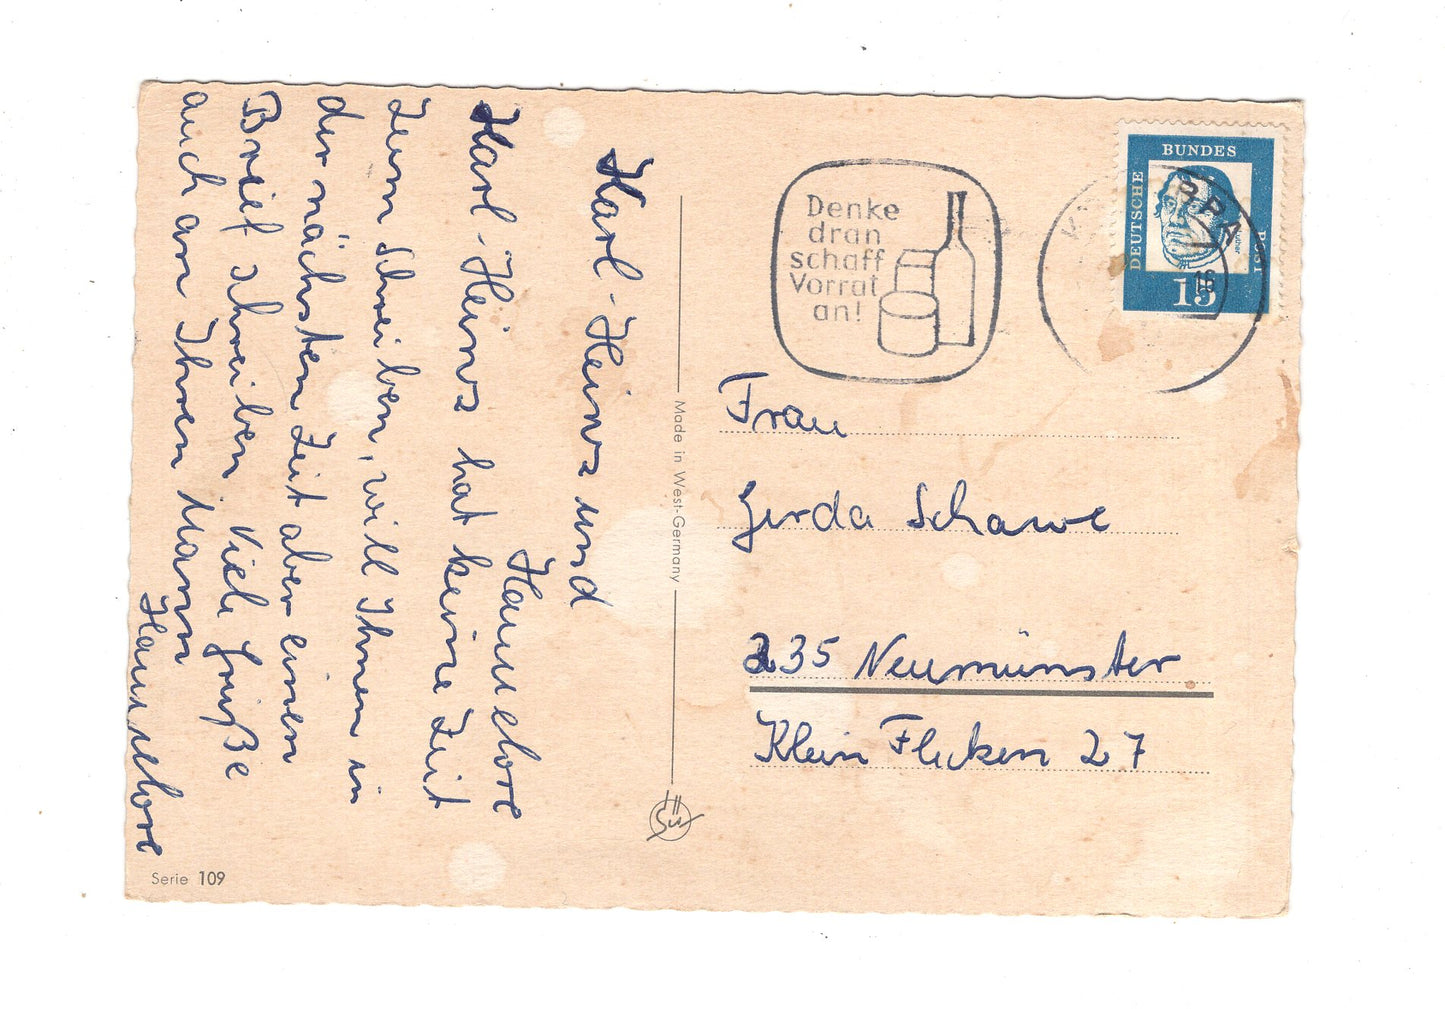 Karl-Heinz und
Hannelore
Karl-Heinz hat keine Zeit
zum Schreiben, will Ihnen in
der nächsten Zeit aber einen
Brief schreiben Viele Grüße
auch an Ihren Mann
Hannelore
Serie 109
Made in West-Germany
Denke
dran
schaff
Vorrat
an!
DEUTSCHE
BUNDES
POST
Luther
15
Frau
Gerda Schawe
235 Neumünster
Klein Flecken 27